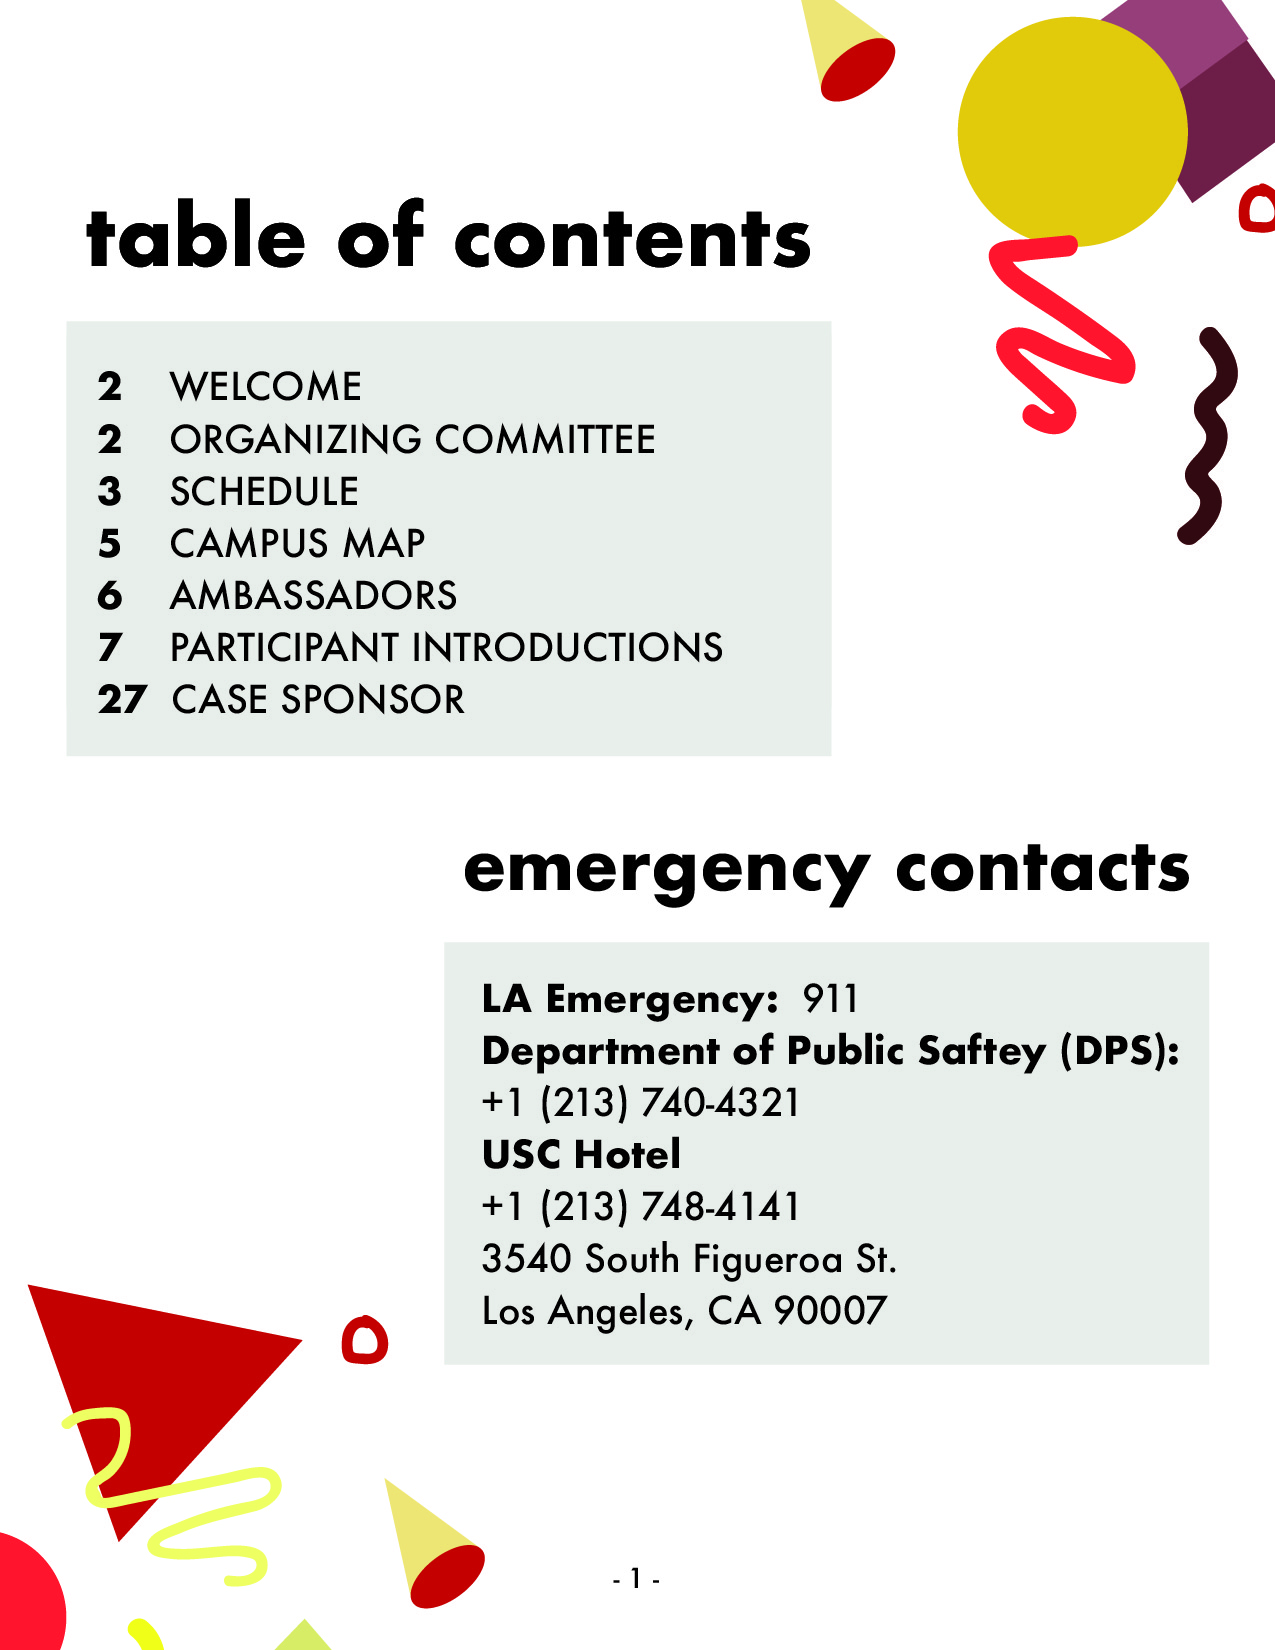 table of contents
2 WELCOME
2 ORGANIZING COMMITTEE
3 SCHEDULE
5 CAMPUS MAP
6 AMBASSADORS
7 PARTICIPANT INTRODUCTIONS
27 CASE SPONSOR
emergency contacts
LA Emergency: 911
Department of Public Saftey (DPS):
+1 (213) 740-4321
USC Hotel
+1 (213) 748-4141
3540 South Figueroa St.
Los Angeles, CA 90007
- 1 -